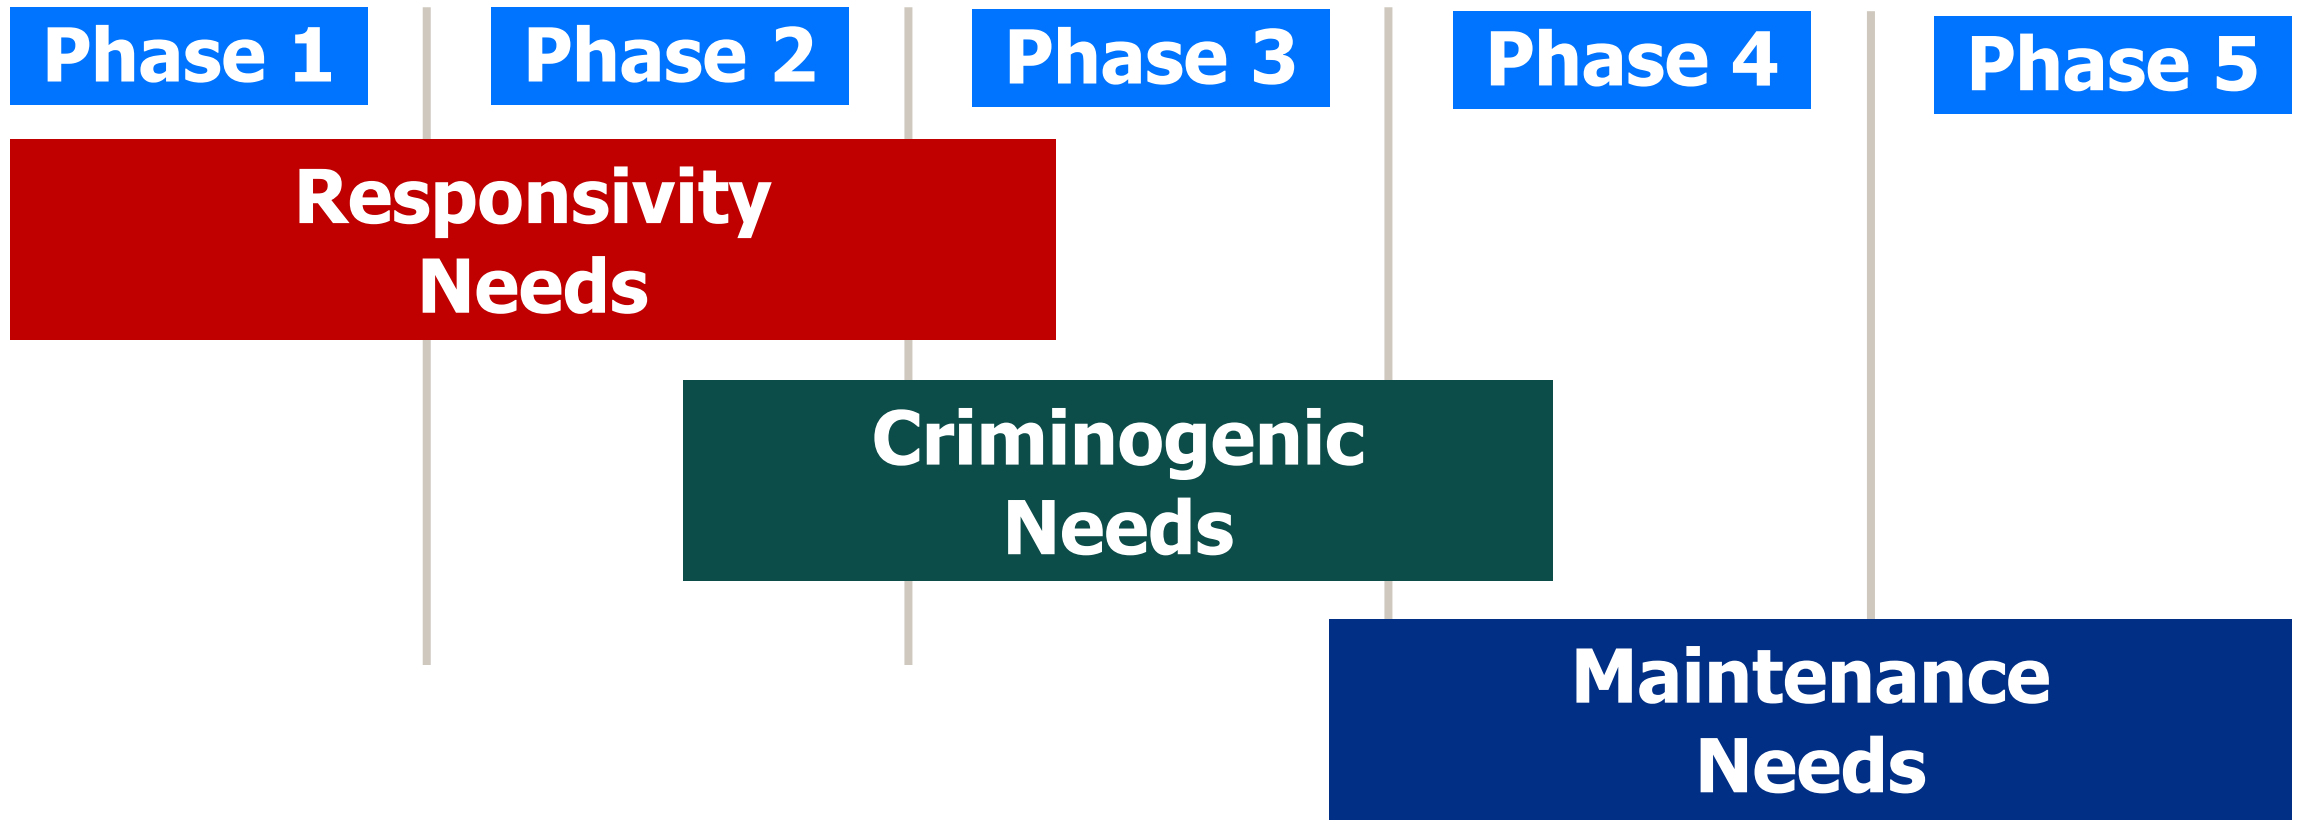 Phase 1
Phase 2
Phase 3
Phase 4
Phase 5
Responsivity
Needs
Criminogenic
Needs
Maintenance
Needs